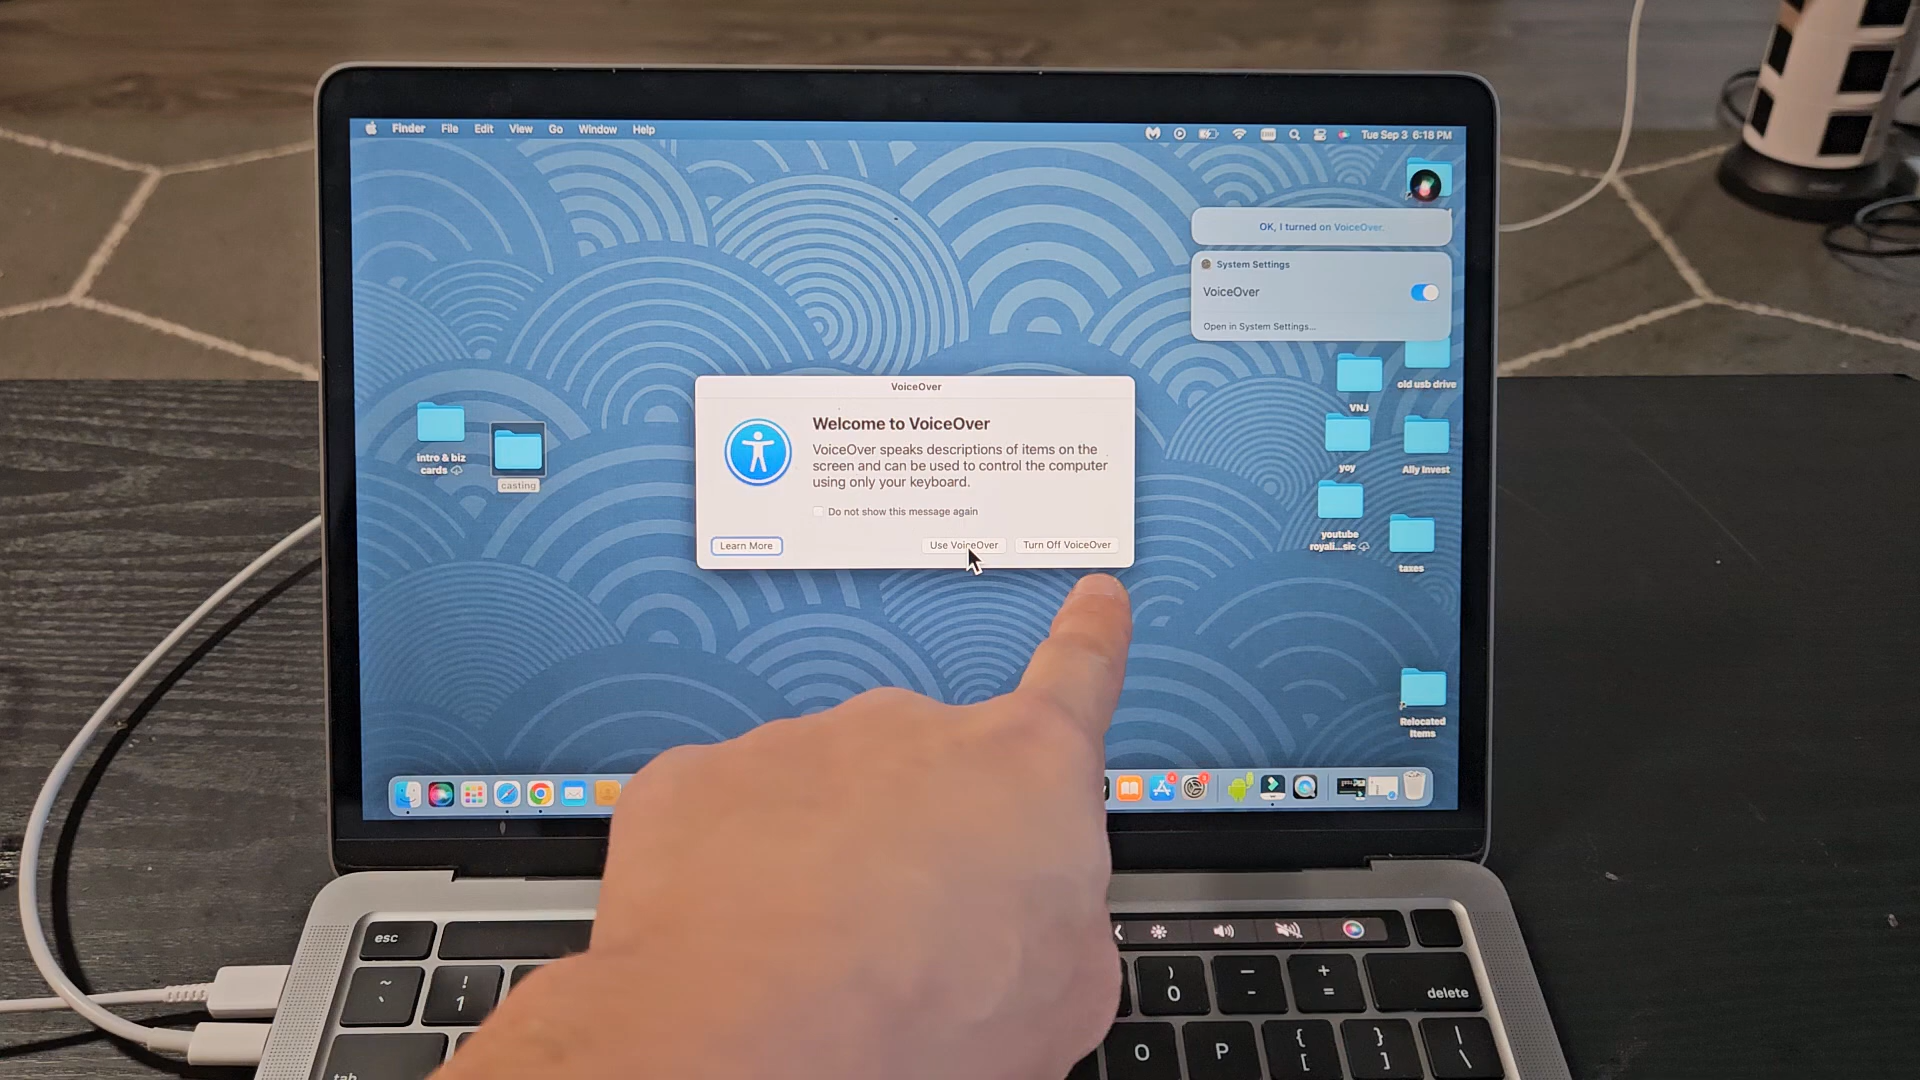 Finder File Edit View Go Window Help
Tue Sep 3 6:18 PM
OK, I turned on VoiceOver.
System Settings
VoiceOver
Open in System Settings...
old usb drive
VNJ
yoy
Ally Invest
youtube
royali...sic
taxes
Relocated
Items
intro & biz
cards
casting
VoiceOver
Welcome to VoiceOver
VoiceOver speaks descriptions of items on the
screen and can be used to control the computer
using only your keyboard.
Do not show this message again
Learn More
Use VoiceOver
Turn Off VoiceOver
esc
~
`
!
1
)
0
_
-
+
=
delete
tab
O
P
{
[
}
]
|
\